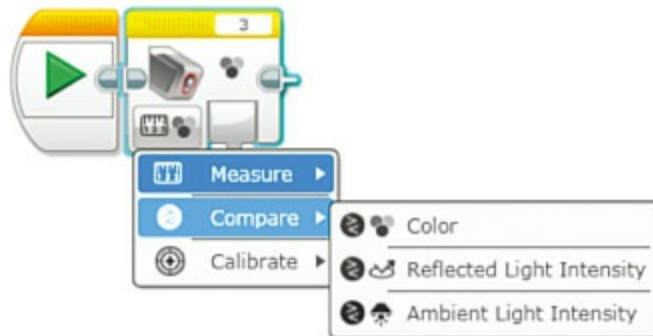 3
Measure
Compare
Color
Calibrate
Reflected Light Intensity
Ambient Light Intensity